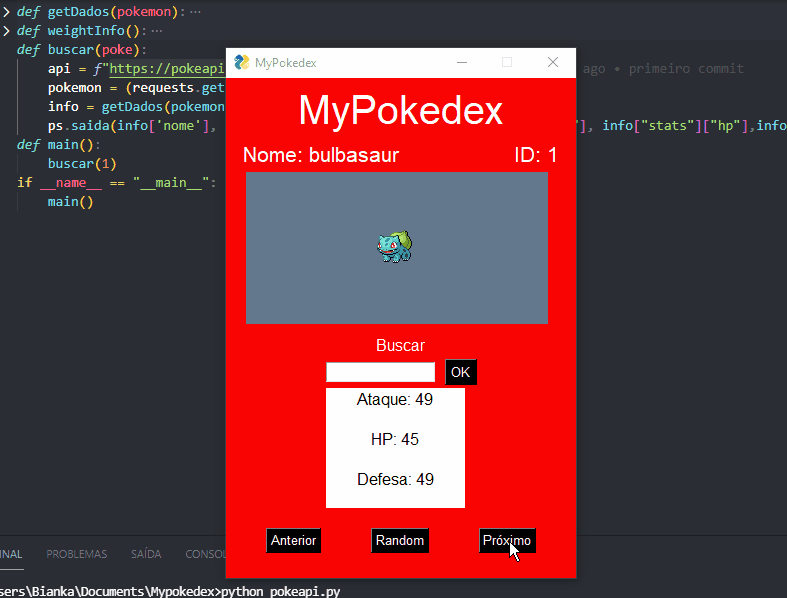 def getDados(pokemon):···
def weightInfo():···
def buscar(poke):
api = f"https://pokeapi
ago • primeiro commit
pokemon = (requests.get
info = getDados(pokemon
ps.saida(info['nome'],
"], info["stats"]["hp"],info
def main():
buscar(1)
if __name__ == "__main__":
main()
MyPokedex
MyPokedex
Nome: bulbasaur
ID: 1
Buscar
OK
Ataque: 49
HP: 45
Defesa: 49
Anterior
Random
Próximo
INAL
PROBLEMAS
SAÍDA
CONSOL
sers\Bianka\Documents\Mypokedex>python pokeapi.py